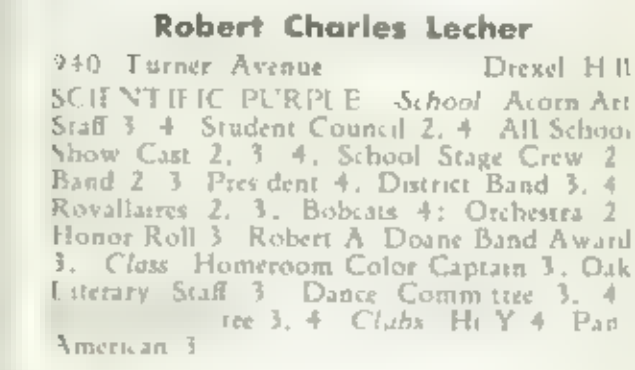 Robert Charles Lecher
940 Turner Avenue Drexel Hill
SCIENTIFIC PURPLE School Acorn Art
Staff 3 4 Student Council 2, 4 All School
Show Cast 2, 3 4, School Stage Crew 2
Band 2 3 President 4, District Band 3, 4
Rovallaires 2, 3, Bobcats 4; Orchestra 2
Honor Roll 3 Robert A Doane Band Award
3, Class Homeroom Color Captain 3, Oak
Literary Staff 3 Dance Committee 3, 4
3, 4 Clubs Hi Y 4 Pan
American 3